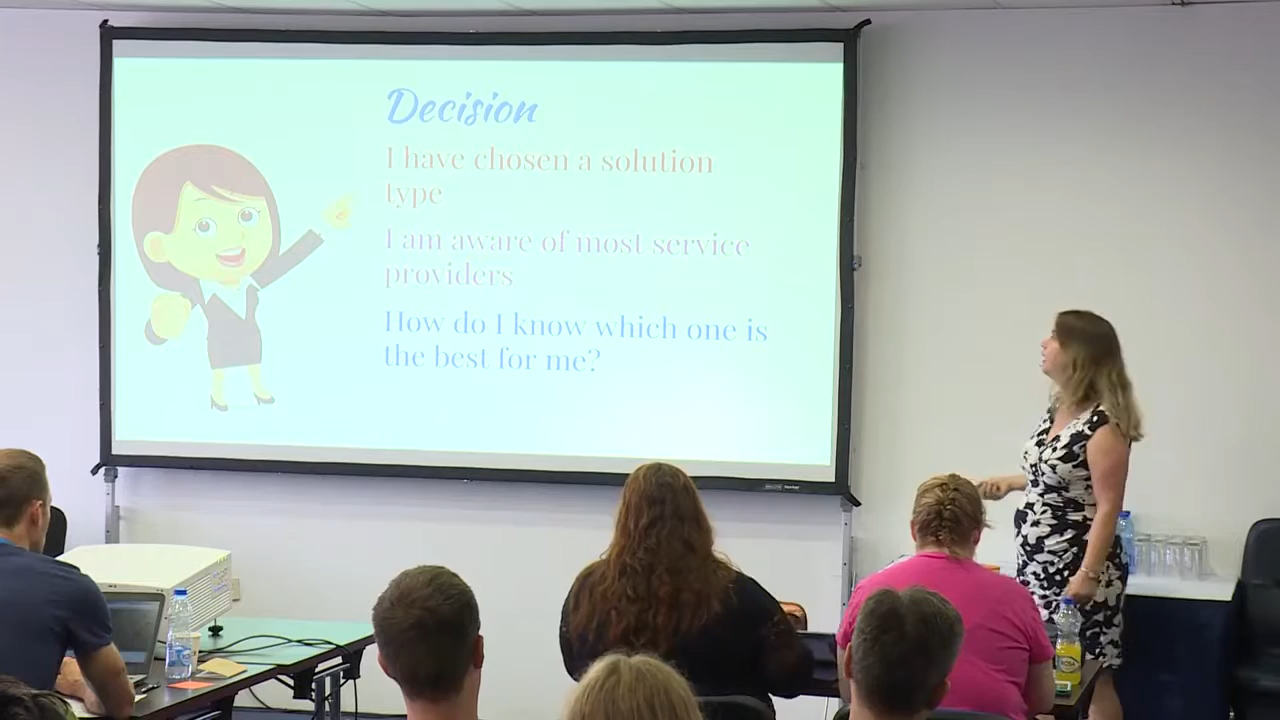 Decision
I have chosen a solution
type
I am aware of most service
providers
How do I know which one is
the best for me?